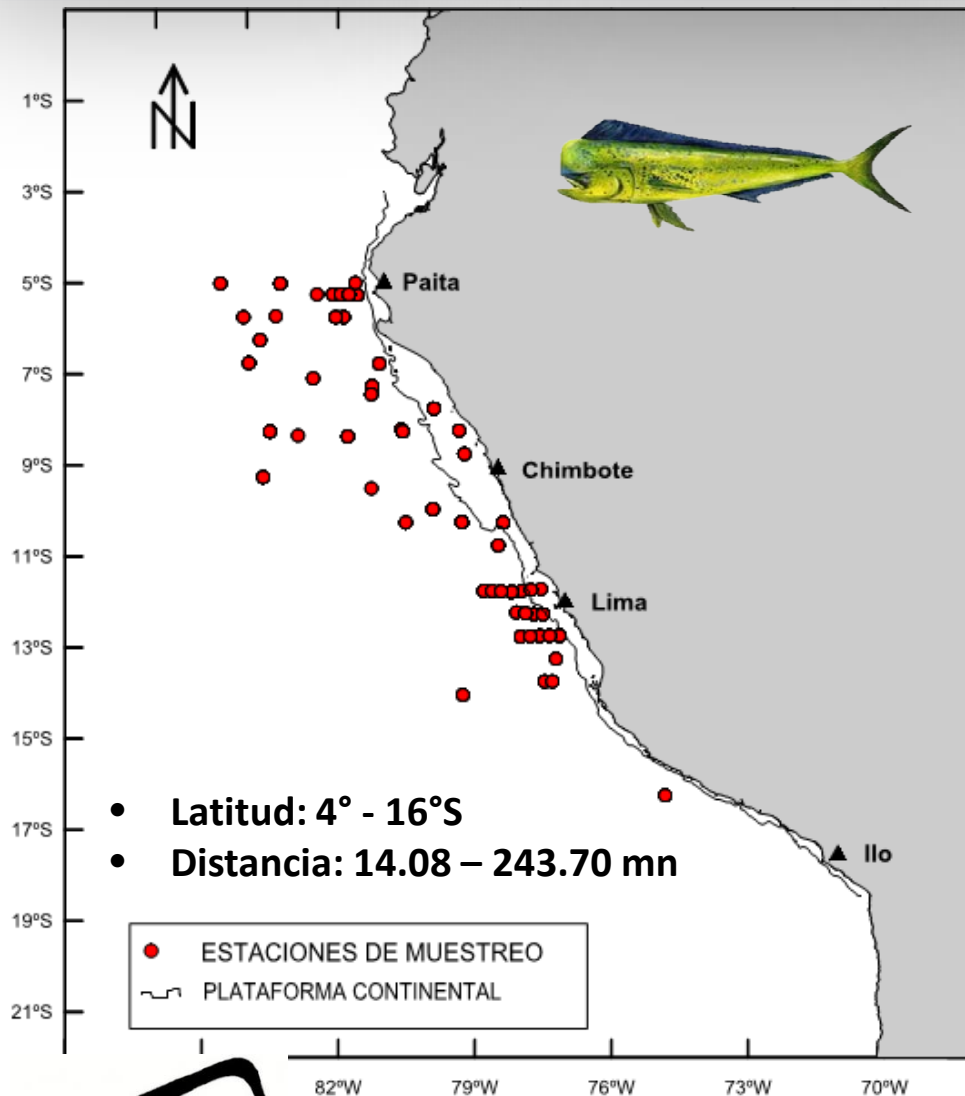 N
1ºS
3ºS
5ºS
Paita
7ºS
9ºS
Chimbote
11ºS
Lima
13ºS
15ºS
• Latitud: 4° - 16°S
17ºS
• Distancia: 14.08 – 243.70 mn
Ilo
19ºS
ESTACIONES DE MUESTREO
PLATAFORMA CONTINENTAL
21ºS
82ºW 79ºW 76ºW 73ºW 70ºW